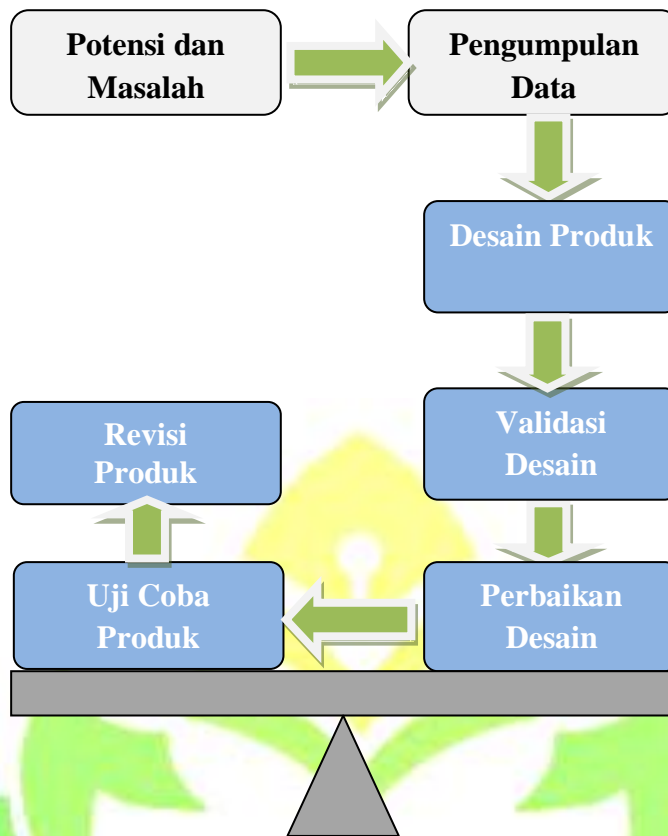 Potensi dan
Masalah
Pengumpulan
Data
Desain Produk
Validasi
Desain
Perbaikan
Desain
Uji Coba
Produk
Revisi
Produk